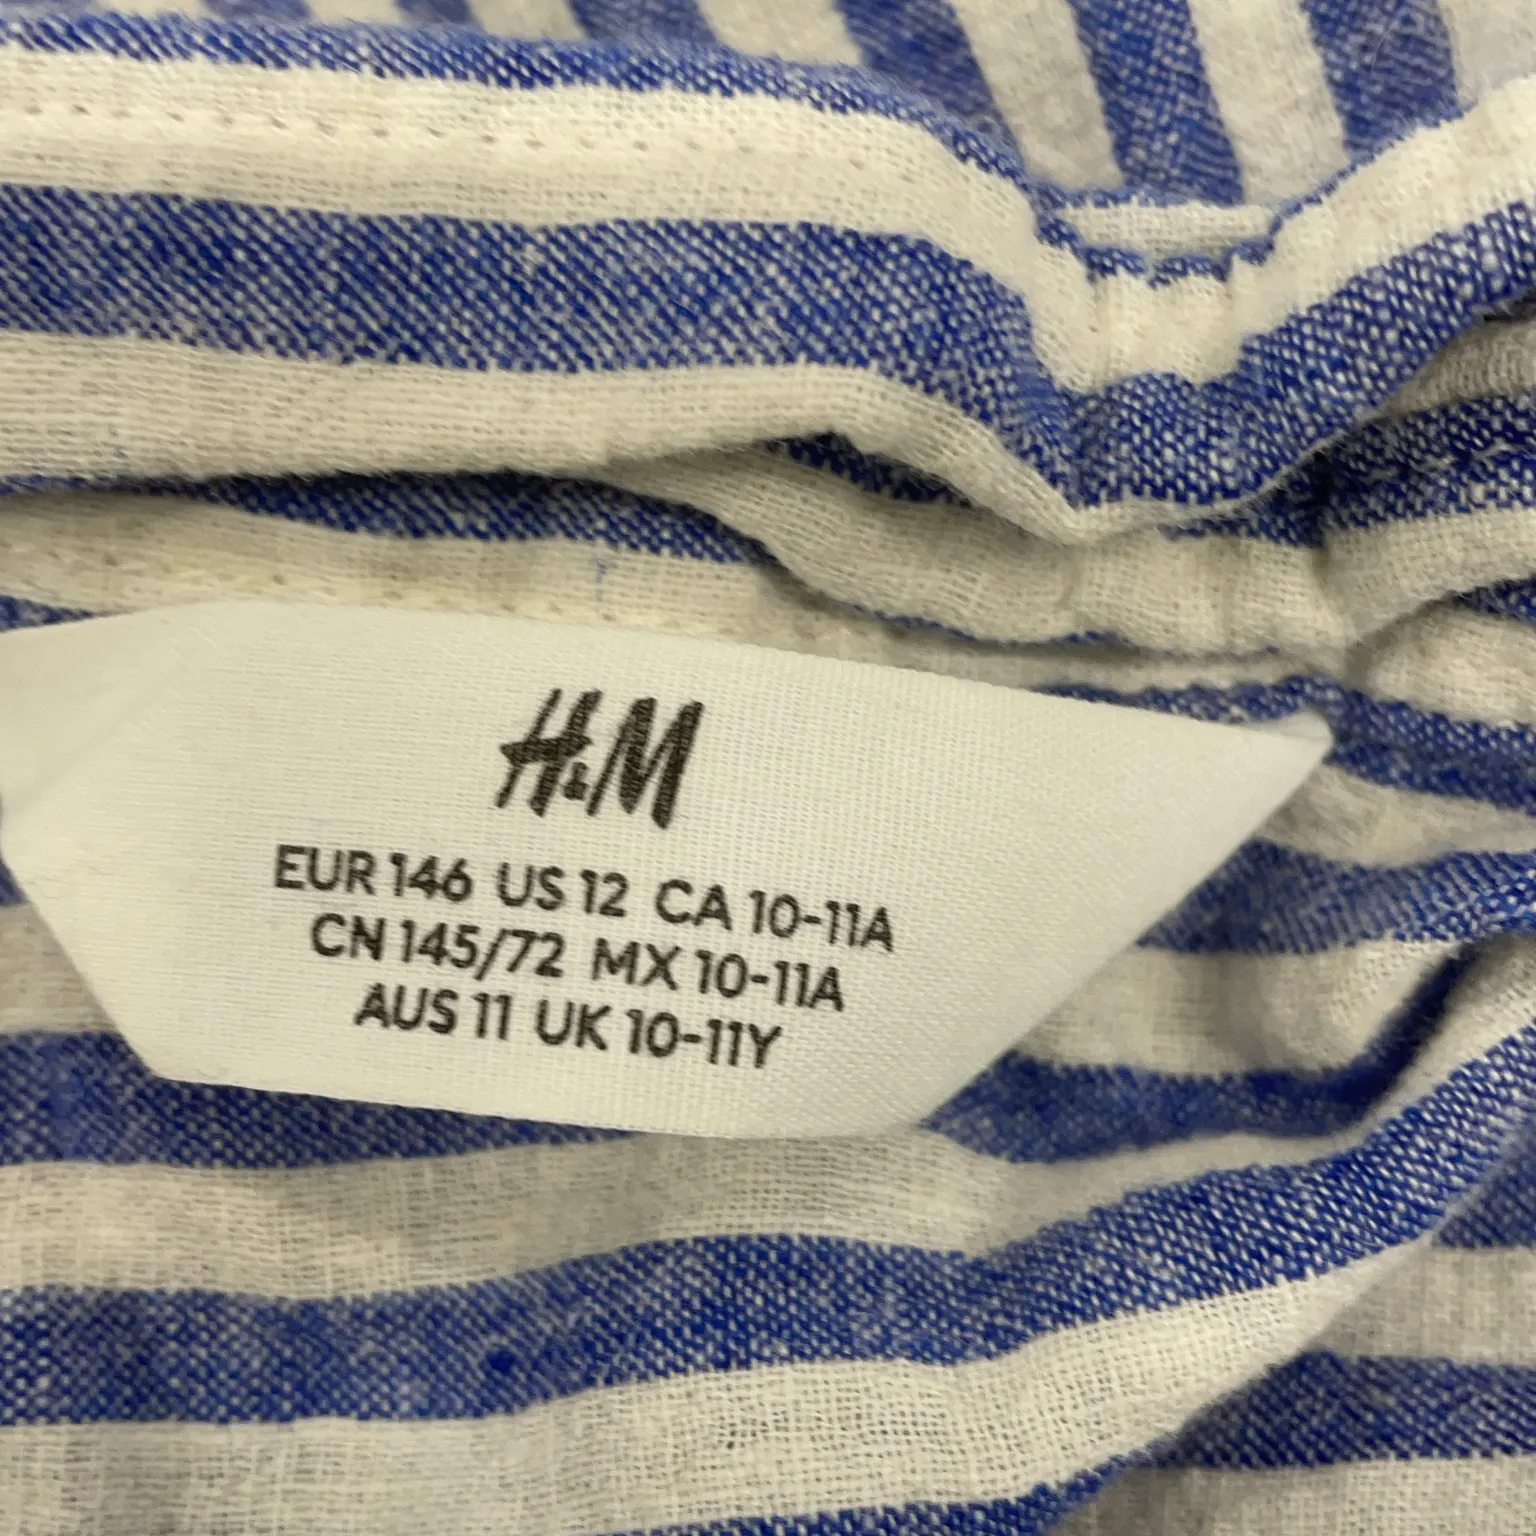 H&M
EUR 146 US 12 CA 10-11A
CN 145/72 MX 10-11A
AUS 11 UK 10-11Y